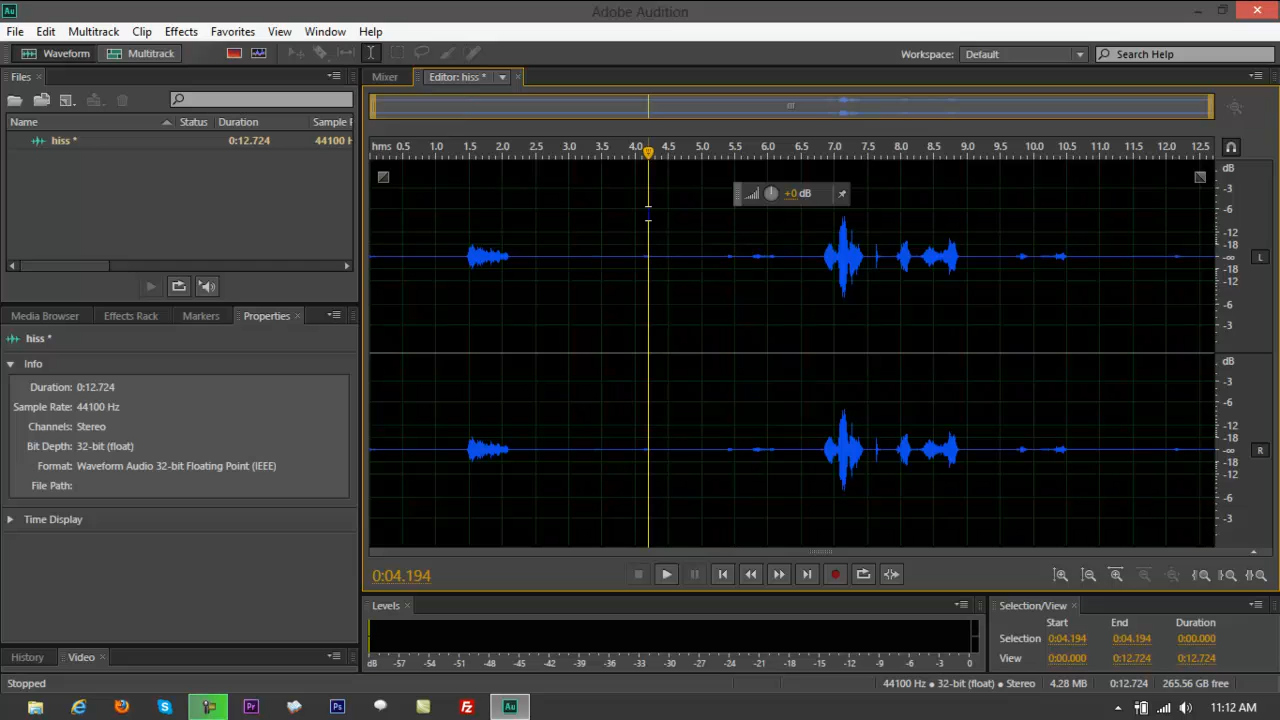 Au
Adobe Audition
File Edit Multitrack Clip Effects Favorites View Window Help
Waveform Multitrack Workspace: Default Search Help
Files Mixer Editor: hiss *
Name Status Duration Sample F
hiss * 0:12.724 44100 H
hms 0.5 1.0 1.5 2.0 2.5 3.0 3.5 4.0 4.5 5.0 5.5 6.0 6.5 7.0 7.5 8.0 8.5 9.0 9.5 10.0 10.5 11.0 11.5 12.0 12.5
dB
-3
+0 dB
-6
-12
-18
-∞ L
-18
-12
-6
-3
Media Browser Effects Rack Markers Properties
hiss *
Info
Duration: 0:12.724
Sample Rate: 44100 Hz
Channels: Stereo
Bit Depth: 32-bit (float)
Format: Waveform Audio 32-bit Floating Point (IEEE)
File Path:
Time Display
dB
-3
-6
-12
-18
-∞ R
-18
-12
-6
-3
0:04.194
Levels
dB -57 -54 -51 -48 -45 -42 -39 -36 -33 -30 -27 -24 -21 -18 -15 -12 -9 -6 -3 0
Selection/View
Start End Duration
Selection 0:04.194 0:04.194 0:00.000
View 0:00.000 0:12.724 0:12.724
History Video
Stopped 44100 Hz ● 32-bit (float) ● Stereo 4.28 MB 0:12.724 265.56 GB free
Pr Ps Fz Au 11:12 AM